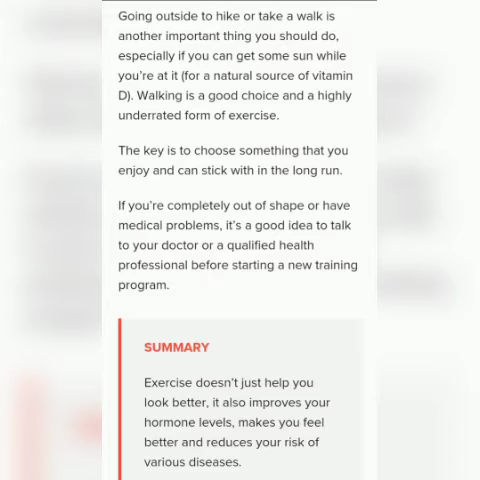 Going outside to hike or take a walk is
another important thing you should do,
especially if you can get some sun while
you're at it (for a natural source of vitamin
D). Walking is a good choice and a highly
underrated form of exercise.
The key is to choose something that you
enjoy and can stick with in the long run.
If you're completely out of shape or have
medical problems, it's a good idea to talk
to your doctor or a qualified health
professional before starting a new training
program.
SUMMARY
Exercise doesn't just help you
look better, it also improves your
hormone levels, makes you feel
better and reduces your risk of
various diseases.